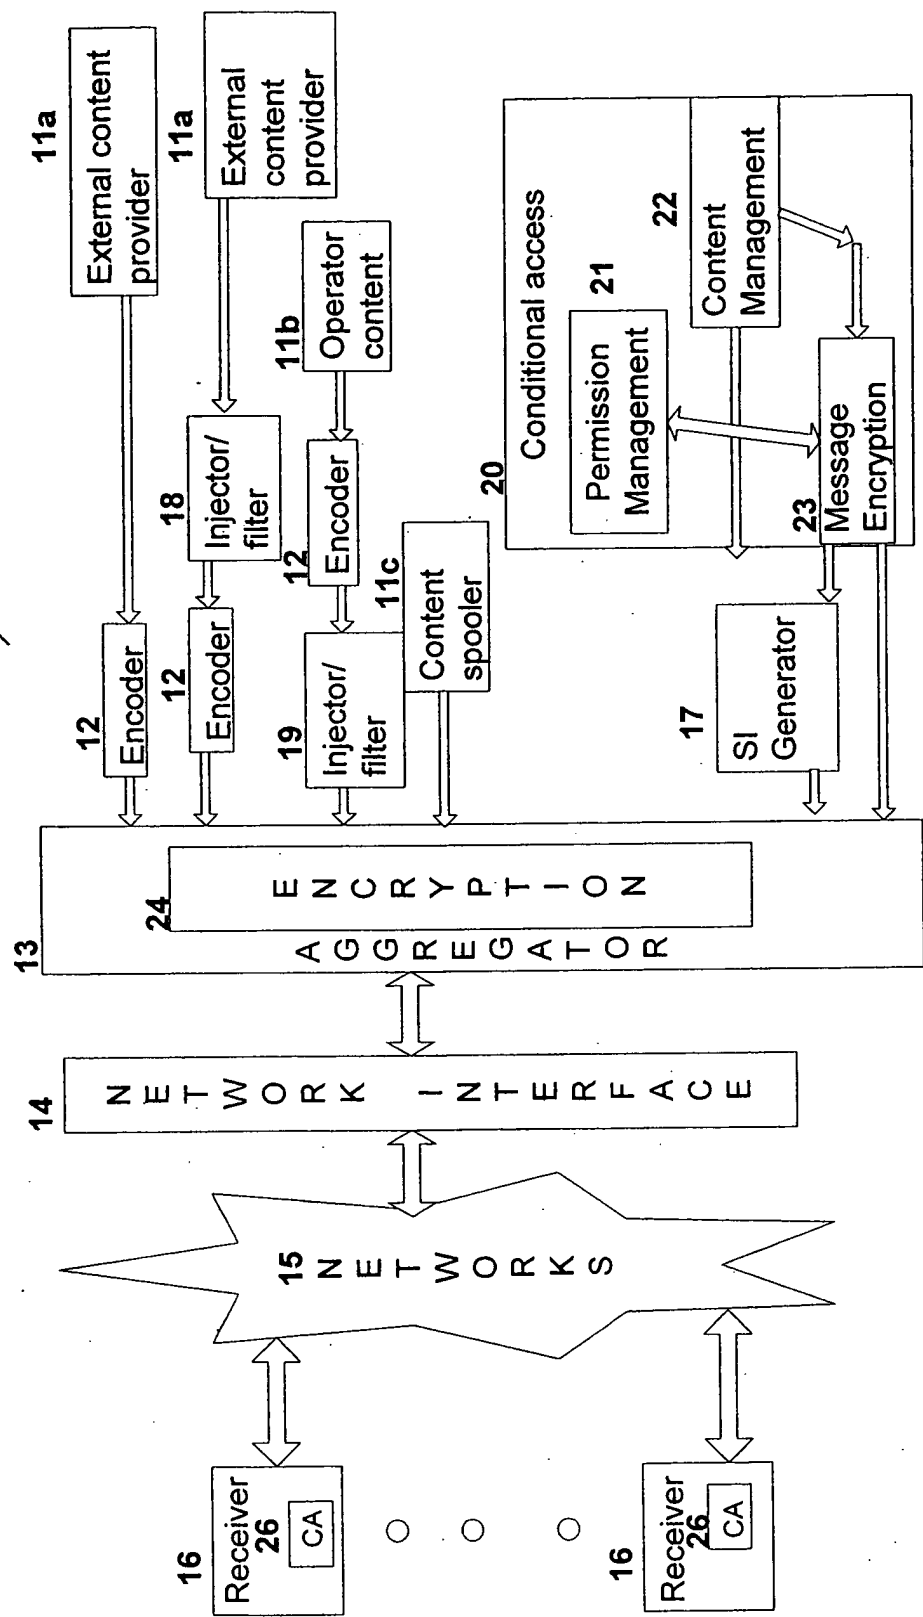 11a
External content
provider
11a
External
content
provider
11b
Operator
content
12
Encoder
18
Injector/
filter
12
Encoder
12
Encoder
19
Injector/
filter
11c
Content
spooler
20
Conditional access
21
Permission
Management
22
Content
Management
23
Message
Encryption
17
SI
Generator
13
24
ENCRYPTION
AGGREGATOR
14
NETWORK INTERFACE
15
NETWORKS
16
Receiver
26
CA
16
Receiver
26
CA